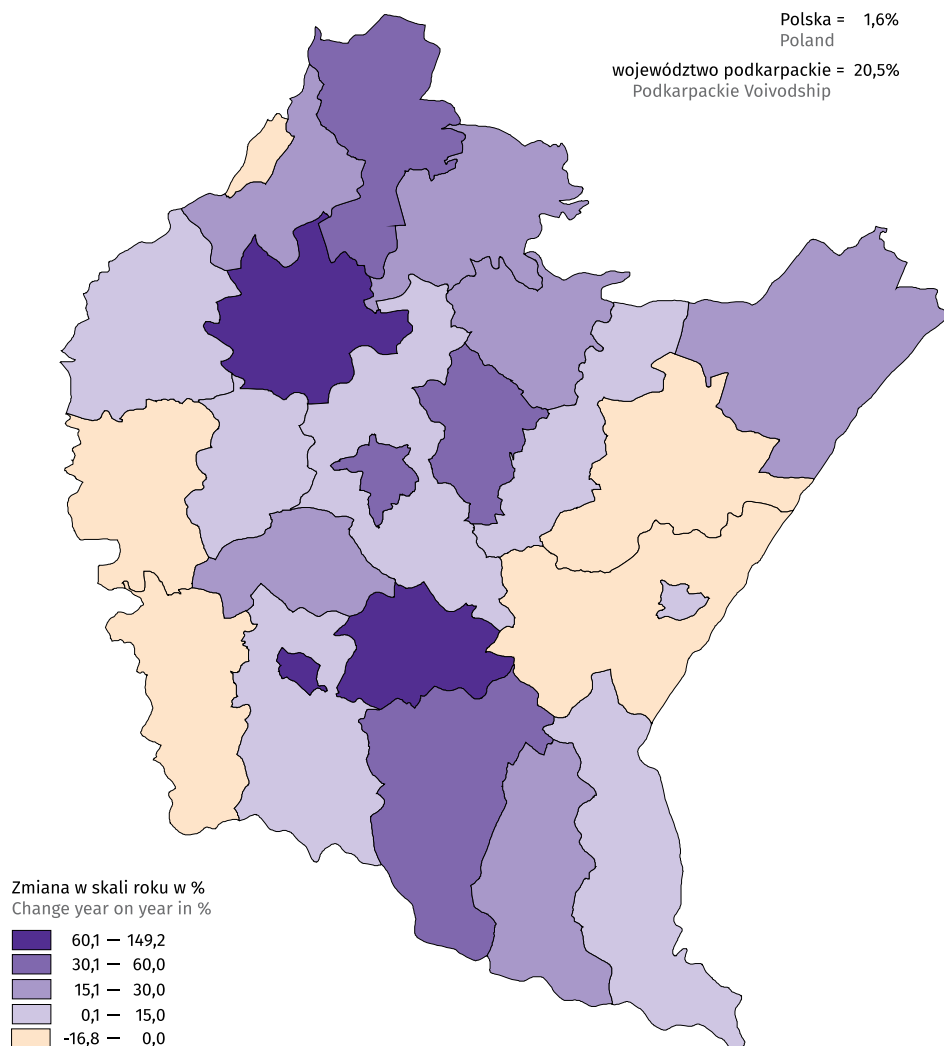 Polska = 1,6%
Poland
województwo podkarpackie = 20,5%
Podkarpackie Voivodship
Zmiana w skali roku w %
Change year on year in %
60,1 — 149,2
30,1 — 60,0
15,1 — 30,0
0,1 — 15,0
-16,8 — 0,0